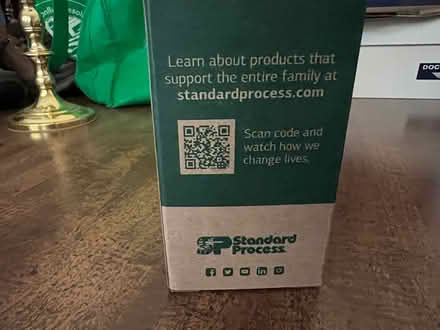 Learn about products that
support the entire family at
standardprocess.com
Scan code and
watch how we
change lives.
SP Standard
Process
DOC